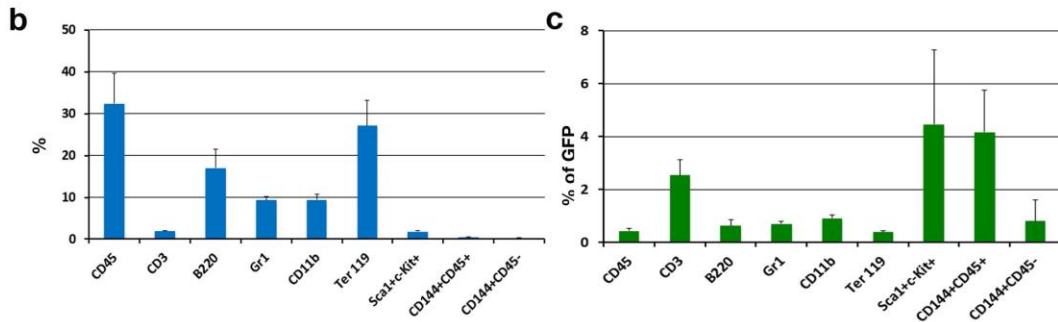 b
50
40
30
20
10
0
%
CD45
CD3
B220
Gr1
CD11b
Ter 119
Sca1+c-Kit+
CD144+CD45+
CD144+CD45-
c
8
6
4
2
0
% of GFP
CD45
CD3
B220
Gr1
CD11b
Ter 119
Sca1+c-Kit+
CD144+CD45+
CD144+CD45-